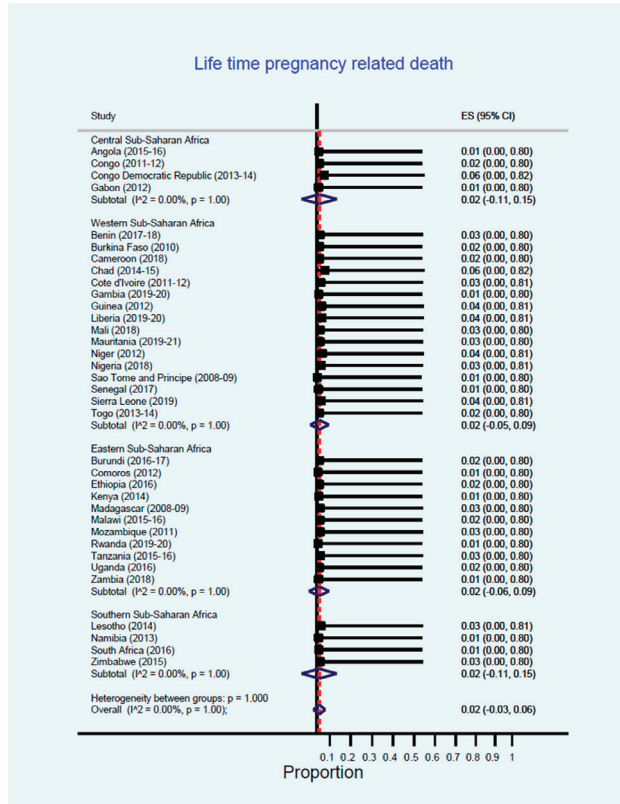 Life time pregnancy related death
Study ES (95% CI)
Central Sub-Saharan Africa
Angola (2015-16) 0.01 (0.00, 0.80)
Congo (2011-12) 0.02 (0.00, 0.80)
Congo Democratic Republic (2013-14) 0.06 (0.00, 0.82)
Gabon (2012) 0.01 (0.00, 0.80)
Subtotal (I^2 = 0.00%, p = 1.00) 0.02 (-0.11, 0.15)
Western Sub-Saharan Africa
Benin (2017-18) 0.03 (0.00, 0.80)
Burkina Faso (2010) 0.02 (0.00, 0.80)
Cameroon (2018) 0.02 (0.00, 0.80)
Chad (2014-15) 0.06 (0.00, 0.82)
Cote d'Ivoire (2011-12) 0.03 (0.00, 0.81)
Gambia (2019-20) 0.01 (0.00, 0.80)
Guinea (2012) 0.04 (0.00, 0.81)
Liberia (2019-20) 0.04 (0.00, 0.81)
Mali (2018) 0.03 (0.00, 0.80)
Mauritania (2019-21) 0.03 (0.00, 0.80)
Niger (2012) 0.04 (0.00, 0.81)
Nigeria (2018) 0.03 (0.00, 0.81)
Sao Tome and Principe (2008-09) 0.01 (0.00, 0.80)
Senegal (2017) 0.01 (0.00, 0.80)
Sierra Leone (2019) 0.04 (0.00, 0.81)
Togo (2013-14) 0.02 (0.00, 0.80)
Subtotal (I^2 = 0.00%, p = 1.00) 0.02 (-0.05, 0.09)
Eastern Sub-Saharan Africa
Burundi (2016-17) 0.02 (0.00, 0.80)
Comoros (2012) 0.01 (0.00, 0.80)
Ethiopia (2016) 0.02 (0.00, 0.80)
Kenya (2014) 0.01 (0.00, 0.80)
Madagascar (2008-09) 0.03 (0.00, 0.80)
Malawi (2015-16) 0.02 (0.00, 0.80)
Mozambique (2011) 0.03 (0.00, 0.80)
Rwanda (2019-20) 0.01 (0.00, 0.80)
Tanzania (2015-16) 0.03 (0.00, 0.80)
Uganda (2016) 0.02 (0.00, 0.80)
Zambia (2018) 0.01 (0.00, 0.80)
Subtotal (I^2 = 0.00%, p = 1.00) 0.02 (-0.06, 0.09)
Southern Sub-Saharan Africa
Lesotho (2014) 0.03 (0.00, 0.81)
Namibia (2013) 0.01 (0.00, 0.80)
South Africa (2016) 0.01 (0.00, 0.80)
Zimbabwe (2015) 0.03 (0.00, 0.80)
Subtotal (I^2 = 0.00%, p = 1.00) 0.02 (-0.11, 0.15)
Heterogeneity between groups: p = 1.000
Overall (I^2 = 0.00%, p = 1.00); 0.02 (-0.03, 0.06)
0.1 0.2 0.3 0.4 0.5 0.6 0.7 0.8 0.9 1
Proportion